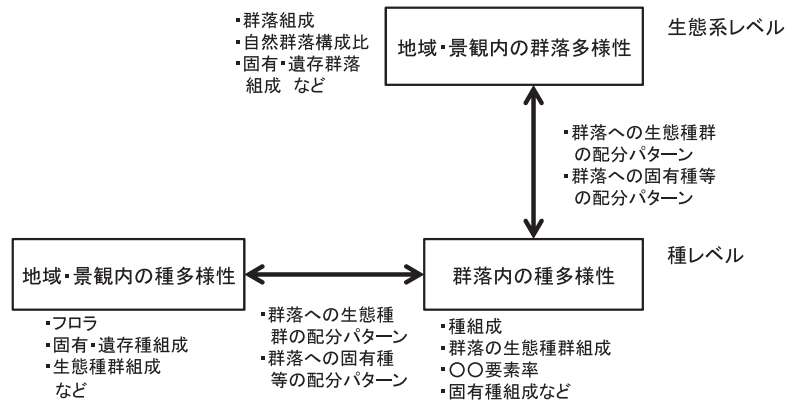 ・群落組成
・自然群落構成比
・固有・遺存群落
組成 など
地域・景観内の群落多様性
生態系レベル
・群落への生態種群
の配分パターン
・群落への固有種等
の配分パターン
地域・景観内の種多様性
群落内の種多様性
種レベル
・フロラ
・固有・遺存種組成
・生態種群組成
など
・群落への生態種
群の配分パターン
・群落への固有種
等の配分パターン
・種組成
・群落の生態種群組成
・〇〇要素率
・固有種組成など